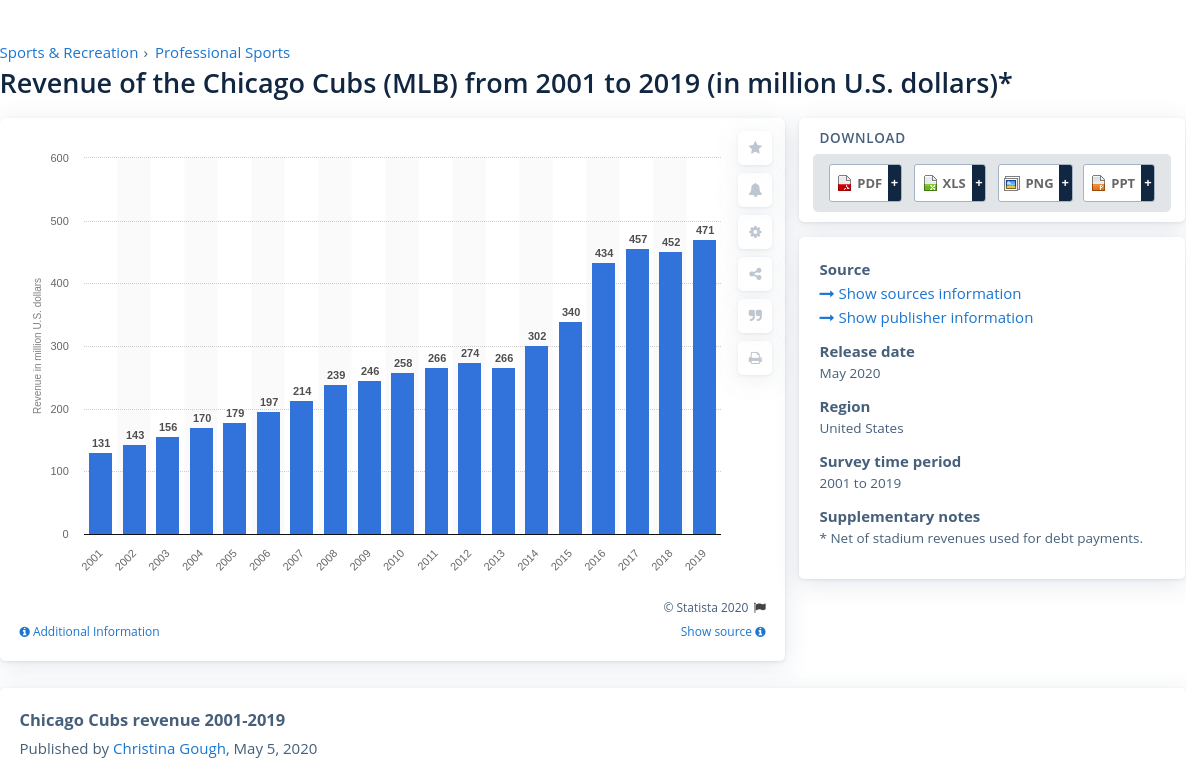 Sports & Recreation › Professional Sports
Revenue of the Chicago Cubs (MLB) from 2001 to 2019 (in million U.S. dollars)*
Revenue in million U.S. dollars
600
500
400
300
200
100
0
131
143
156
170
179
197
214
239
246
258
266
274
266
302
340
434
457
452
471
2001
2002
2003
2004
2005
2006
2007
2008
2009
2010
2011
2012
2013
2014
2015
2016
2017
2018
2019
© Statista 2020
Additional Information
Show source
DOWNLOAD
PDF +
XLS +
PNG +
PPT +
Source
Show sources information
Show publisher information
Release date
May 2020
Region
United States
Survey time period
2001 to 2019
Supplementary notes
* Net of stadium revenues used for debt payments.
Chicago Cubs revenue 2001-2019
Published by Christina Gough, May 5, 2020